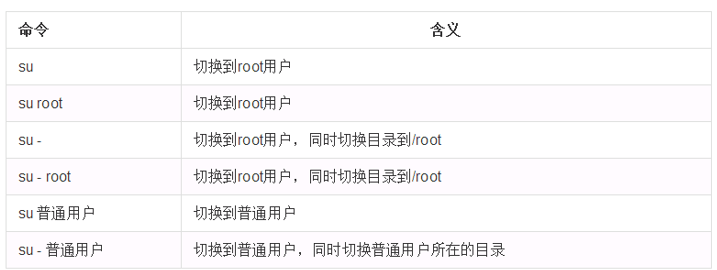 命令 含义
su 切换到root用户
su root 切换到root用户
su - 切换到root用户，同时切换目录到/root
su - root 切换到root用户，同时切换目录到/root
su 普通用户 切换到普通用户
su - 普通用户 切换到普通用户，同时切换普通用户所在的目录